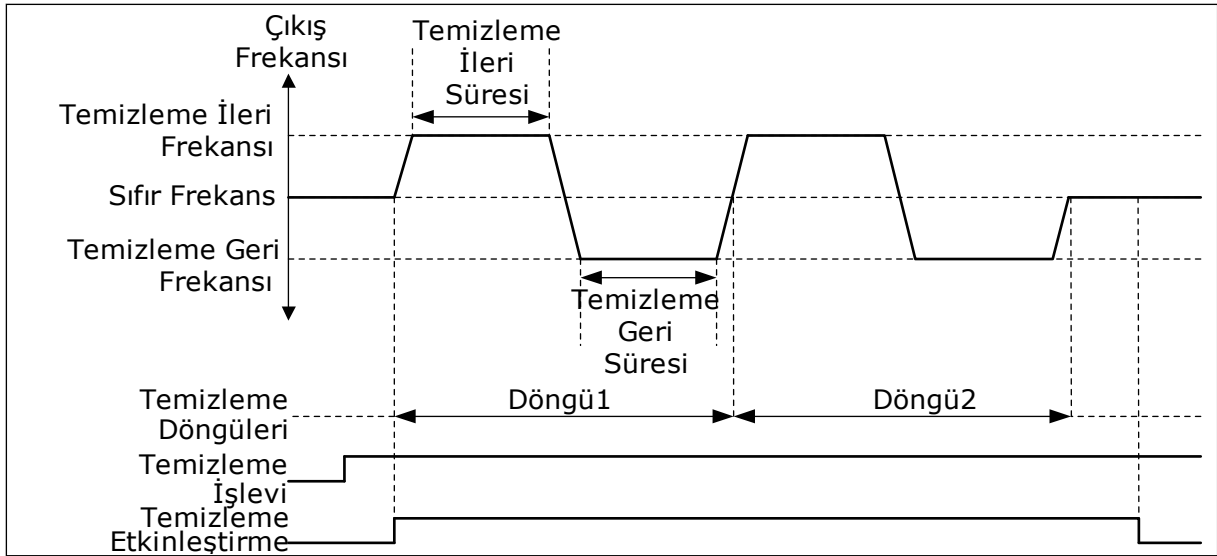 Çıkış
Frekansı
Temizleme
İleri
Süresi
Temizleme İleri
Frekansı
Sıfır Frekans
Temizleme Geri
Frekansı
Temizleme
Geri
Süresi
Temizleme
Döngüleri
Döngü1
Döngü2
Temizleme
İşlevi
Temizleme
Etkinleştirme